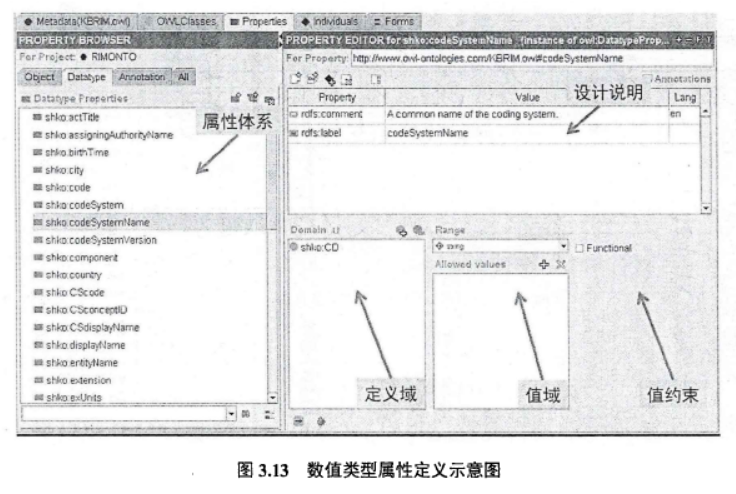 Metadata(KBRIM.owl) OWLClasses Properties Individuals Forms
PROPERTY BROWSER
For Project: RIMONTO
Object Datatype Annotation All
Datatype Properties
shko:actTitle
shko:assigningAuthorityName
shko:birthTime
shko:city
shko:code
shko:codeSystem
shko:codeSystemName
shko:codeSystemVersion
shko:component
shko:country
shko:CScode
shko:CSconceptID
shko:CSdisplayName
shko:displayName
shko:entityName
shko:extension
shko:exUnits
属性体系
PROPERTY EDITOR for shko:codeSystemName (instance of owl:DatatypeProp...
For Property: http://www.owl-ontologies.com/KBRIM.owl#codeSystemName
Annotations
Property Value Lang
设计说明
rdfs:comment A common name of the coding system. en
rdfs:label codeSystemName
Domain Range
shko:CD Functional
Allowed values
定义域 值域 值约束
图 3.13 数值类型属性定义示意图